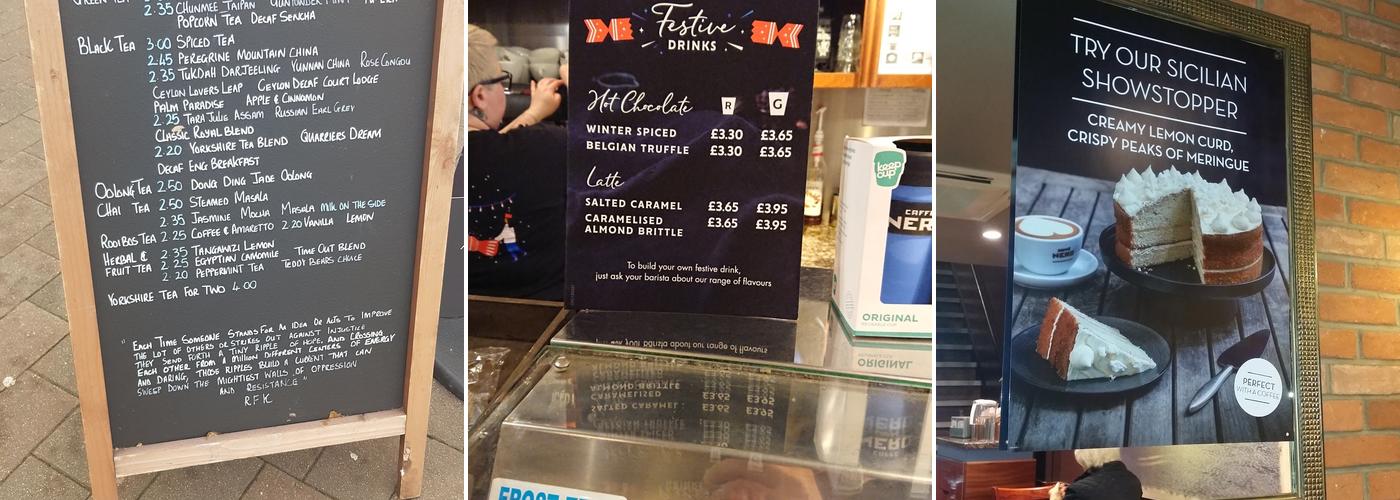 2.35 CHUNMEE TAIPAN
POPCORN TEA DECAF SENCHA
BLACK TEA 3.00 SPICED TEA
2.45 PEREGRINE MOUNTAIN CHINA
2.35 TUKDAH DARJEELING YUNNAN CHINA ROSE CONGOU
CEYLON LOVERS LEAP CEYLON DECAF COURT LODGE
PALM PARADISE APPLE & CINNAMON
2.25 TARAJULIE ASSAM RUSSIAN EARL GREY
CLASSIC ROYAL BLEND
2.20 YORKSHIRE TEA BLEND QUARRIERS DREAM
DECAF ENG BREAKFAST
OOLONG TEA 2.50 DONG DING JADE OOLONG
CHAI TEA 2.50 STEAMED MASALA
2.35 JASMINE MOCHA MASALA MILK ON THE SIDE
ROOIBOS TEA 2.25 COFFEE & AMARETTO 2.20 VANILLA LEMON
HERBAL & 2.35 TANGANIZI LEMON
FRUIT TEA 2.25 EGYPTIAN CAMOMILE TIME OUT BLEND
2.20 PEPPERMINT TEA TEDDY BEARS CHOICE
YORKSHIRE TEA FOR TWO 4.00
"EACH TIME SOMEONE STANDS FOR AN IDEA OR ACTS TO IMPROVE
THE LOT OF OTHERS OR STRIKES OUT AGAINST INJUSTICE
THEY SEND FORTH A TINY RIPPLE OF HOPE, AND CROSSING
EACH OTHER FROM A MILLION DIFFERENT CENTERS OF ENERGY
AND DARING, THOSE RIPPLES BUILD A CURRENT THAT CAN
SWEEP DOWN THE MIGHTIEST WALLS OF OPPRESSION
AND RESISTANCE"
R.F.K
Festive
DRINKS
Hot Chocolate R G
WINTER SPICED £3.30 £3.65
BELGIAN TRUFFLE £3.30 £3.65
Latte
SALTED CARAMEL £3.65 £3.95
CARAMELISED £3.65 £3.95
ALMOND BRITTLE
To build your own festive drink,
just ask your barista about our range of flavours
keep
cup
CAFFÈ
NER
ORIGINAL
REUSABLE CUP
TRY OUR SICILIAN
SHOWSTOPPER
CREAMY LEMON CURD,
CRISPY PEAKS OF MERINGUE
NERO
PERFECT
WITH A COFFEE